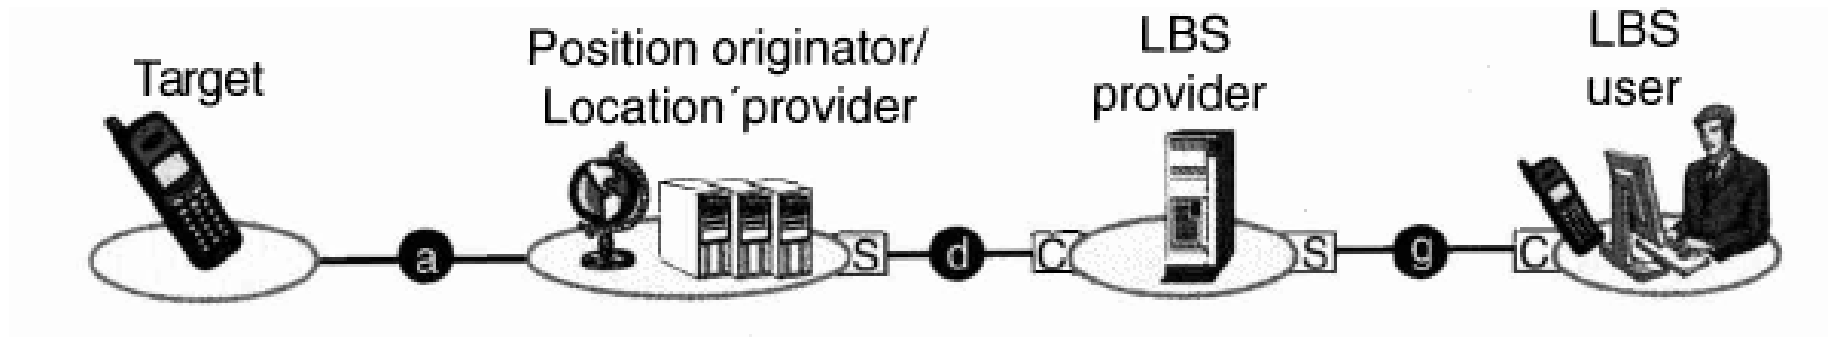 Target
Position originator/
Location´provider
LBS
provider
LBS
user
a
S
d
C
S
g
C